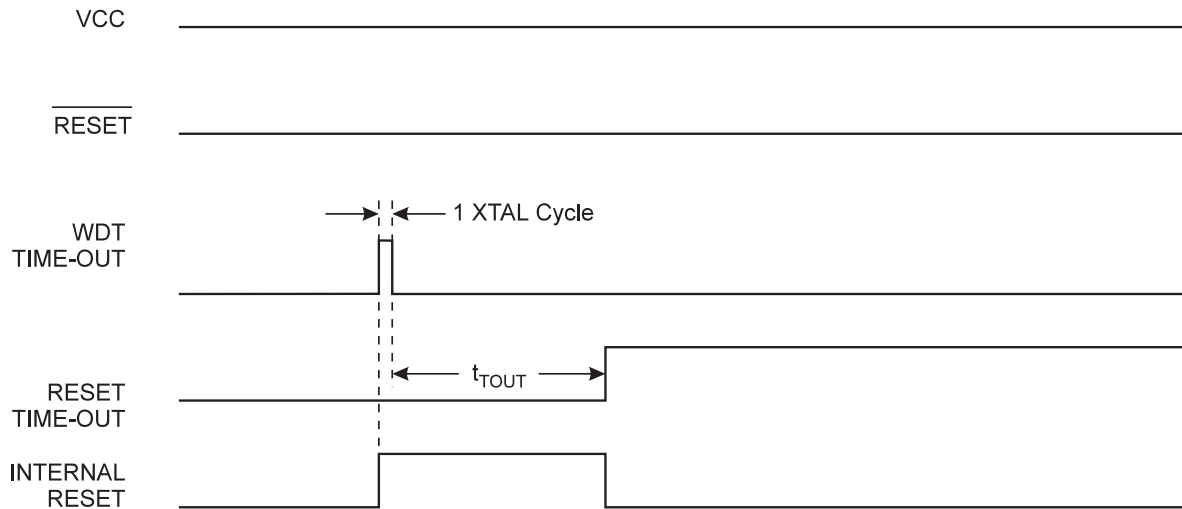 VCC
RESET
1 XTAL Cycle
WDT
TIME-OUT
tTOUT
RESET
TIME-OUT
INTERNAL
RESET